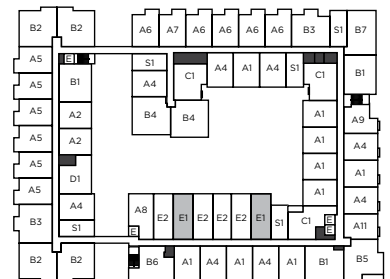 B2 B2 A6 A7 A6 A6 A6 A6 B3 S1 B7
A5 E B1 S1 C1 A4 A1 A4 S1 C1 B1
A5 A4
A5 A2 B4 B4 A1 A9
A5 A2 A1 A4
A5 D1 A1 A4
A5 A4 A8 E2 E1 E2 E2 E2 E1 S1 C1 A1 A4
B3 S1 E E E A11
B2 B2 B6 A1 A4 A1 A4 A1 B1 B5